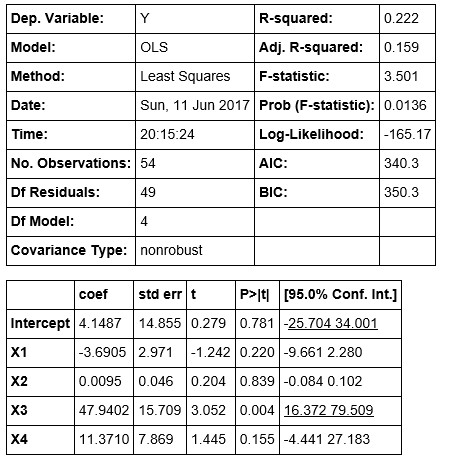 Dep. Variable: Y R-squared: 0.222
Model: OLS Adj. R-squared: 0.159
Method: Least Squares F-statistic: 3.501
Date: Sun, 11 Jun 2017 Prob (F-statistic): 0.0136
Time: 20:15:24 Log-Likelihood: -165.17
No. Observations: 54 AIC: 340.3
Df Residuals: 49 BIC: 350.3
Df Model: 4
Covariance Type: nonrobust
coef std err t P>|t| [95.0% Conf. Int.]
Intercept 4.1487 14.855 0.279 0.781 -25.704 34.001
X1 -3.6905 2.971 -1.242 0.220 -9.661 2.280
X2 0.0095 0.046 0.204 0.839 -0.084 0.102
X3 47.9402 15.709 3.052 0.004 16.372 79.509
X4 11.3710 7.869 1.445 0.155 -4.441 27.183